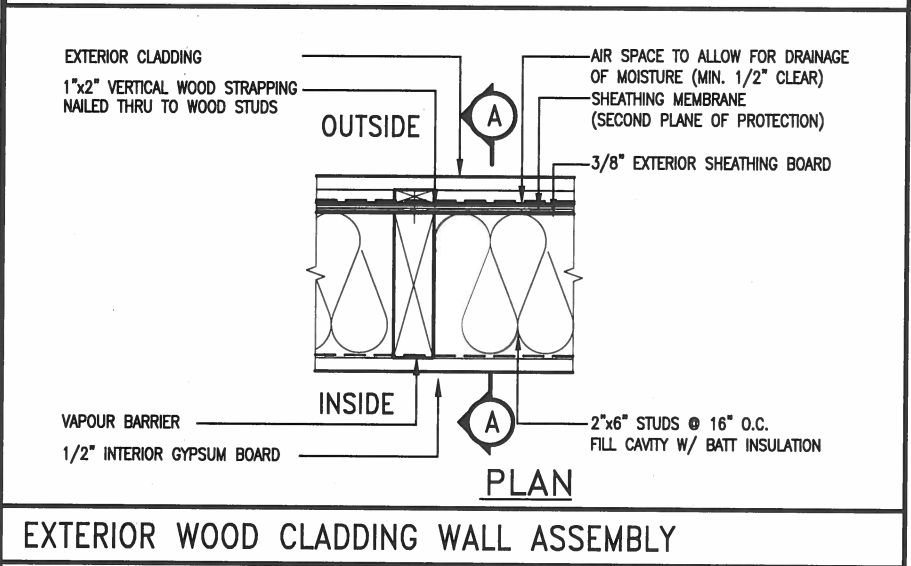 EXTERIOR CLADDING
1"x2" VERTICAL WOOD STRAPPING
NAILED THRU TO WOOD STUDS
OUTSIDE
A
AIR SPACE TO ALLOW FOR DRAINAGE
OF MOISTURE (MIN. 1/2" CLEAR)
SHEATHING MEMBRANE
(SECOND PLANE OF PROTECTION)
3/8" EXTERIOR SHEATHING BOARD
INSIDE
A
VAPOUR BARRIER
1/2" INTERIOR GYPSUM BOARD
2"x6" STUDS @ 16" O.C.
FILL CAVITY W/ BATT INSULATION
PLAN
EXTERIOR WOOD CLADDING WALL ASSEMBLY